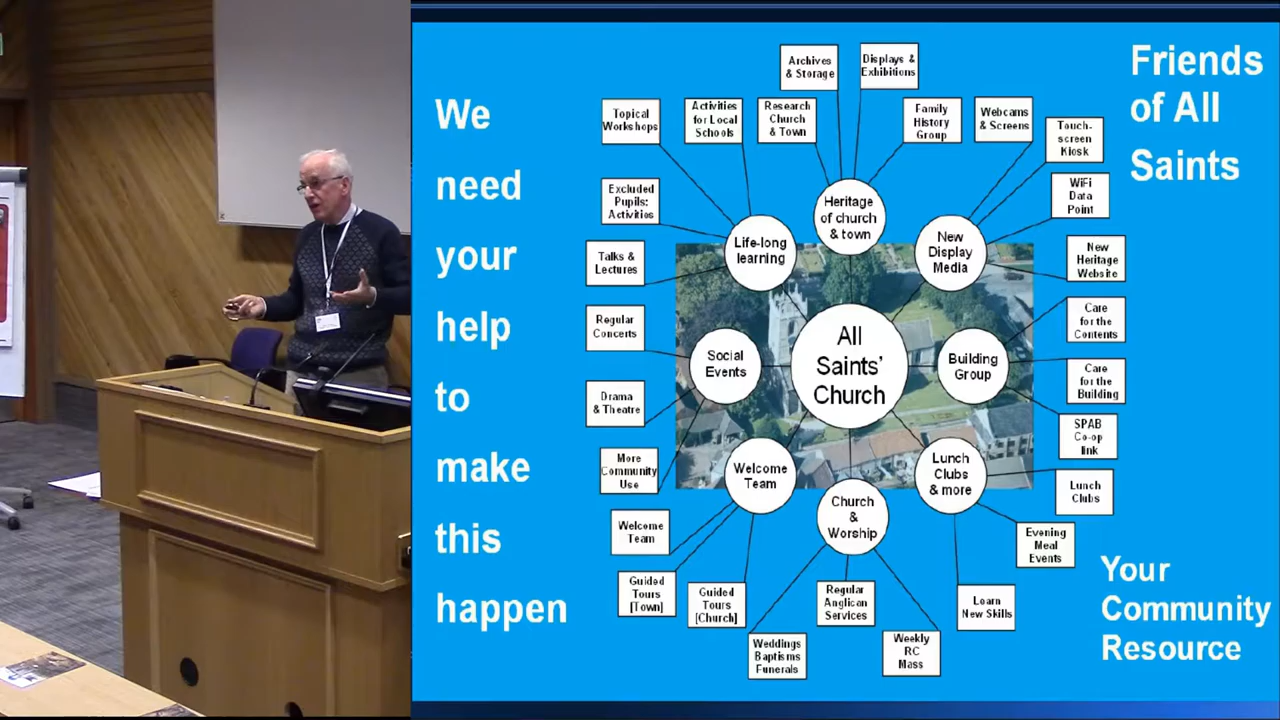 We
need
your
help
to
make
this
happen
Friends
of All
Saints
Archives
& Storage
Displays &
Exhibitions
Topical
Workshops
Activities
for Local
Schools
Research
Church
& Town
Family
History
Group
Webcams
& Screens
Touch-
screen
Kiosk
Excluded
Pupils:
Activities
WiFi
Data
Point
Heritage
of church
& town
Life-long
learning
New
Display
Media
Talks &
Lectures
New
Heritage
Website
Regular
Concerts
Care
for the
Contents
Social
Events
All
Saints'
Church
Building
Group
Care
for the
Building
Drama
& Theatre
SPAB
Co-op
link
More
Community
Use
Welcome
Team
Lunch
Clubs
& more
Lunch
Clubs
Church
&
Worship
Welcome
Team
Evening
Meal
Events
Guided
Tours
[Town]
Guided
Tours
[Church]
Regular
Anglican
Services
Learn
New Skills
Weddings
Baptisms
Funerals
Weekly
RC
Mass
Your
Community
Resource